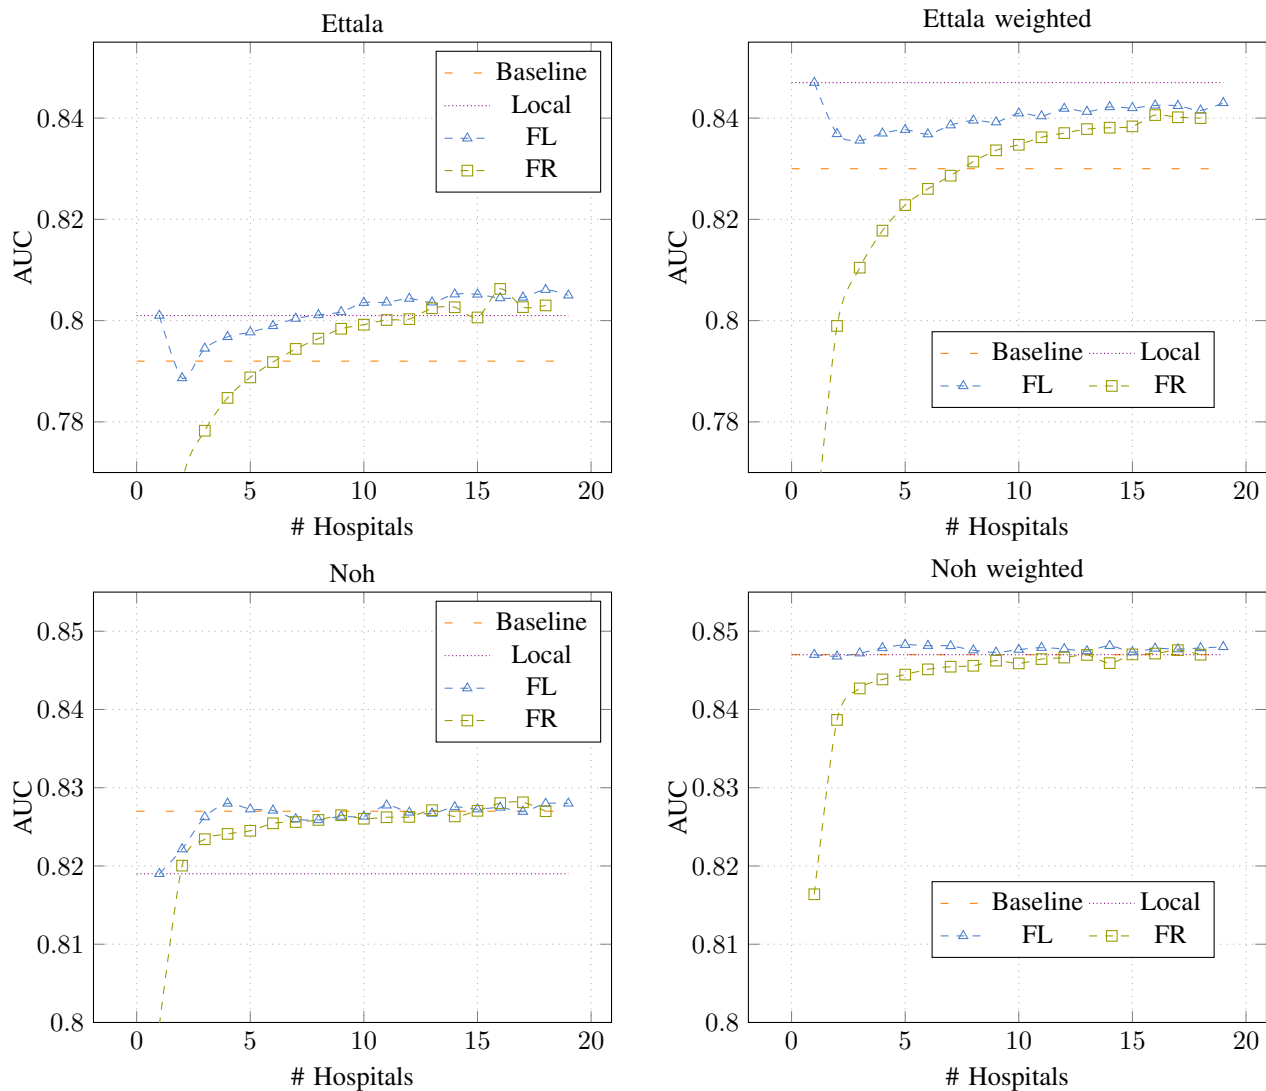 Ettala
Baseline
Local
FL
FR
0.84
0.82
0.8
0.78
AUC
0 5 10 15 20
# Hospitals
Ettala weighted
0.84
0.82
0.8
0.78
AUC
Baseline Local
FL FR
0 5 10 15 20
# Hospitals
Noh
Baseline
Local
FL
FR
0.85
0.84
0.83
0.82
0.81
0.8
AUC
0 5 10 15 20
# Hospitals
Noh weighted
0.85
0.84
0.83
0.82
0.81
0.8
AUC
Baseline Local
FL FR
0 5 10 15 20
# Hospitals